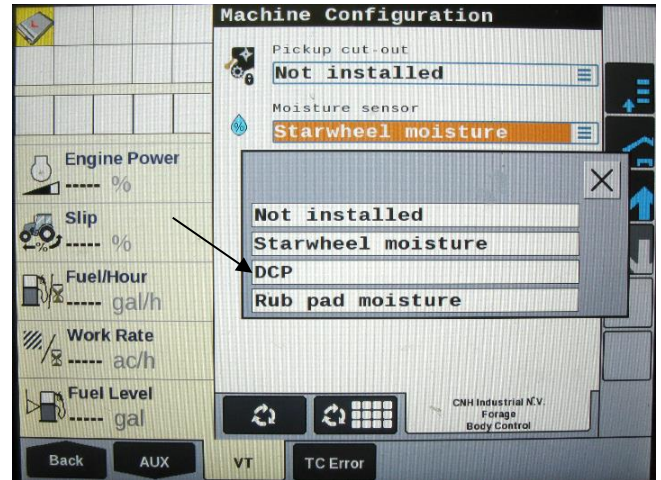 Machine Configuration
Pickup cut-out
Not installed
Moisture sensor
%
Starwheel moisture
Not installed
Starwheel moisture
DCP
Rub pad moisture
Engine Power
----- %
Slip
%
----- %
Fuel/Hour
----- gal/h
Work Rate
----- ac/h
Fuel Level
----- gal
CNH Industrial N.V.
Forage
Body Control
Back
AUX
VT
TC Error